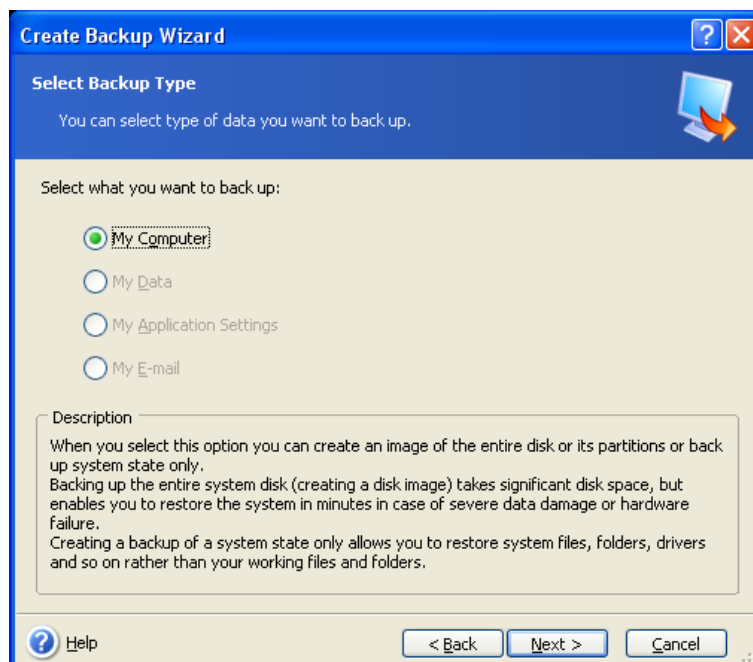 Create Backup Wizard
Select Backup Type
You can select type of data you want to back up.
Select what you want to back up:
My Computer
My Data
My Application Settings
My E-mail
Description
When you select this option you can create an image of the entire disk or its partitions or back
up system state only.
Backing up the entire system disk (creating a disk image) takes significant disk space, but
enables you to restore the system in minutes in case of severe data damage or hardware
failure.
Creating a backup of a system state only allows you to restore system files, folders, drivers
and so on rather than your working files and folders.
Help
< Back
Next >
Cancel